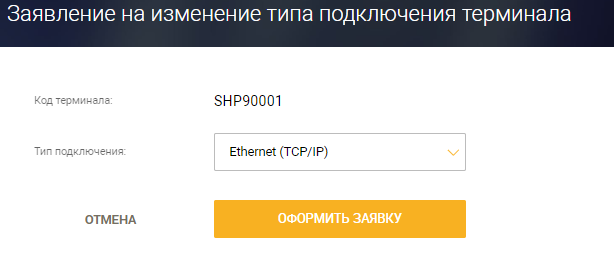 Заявление на изменение типа подключения терминала
Код терминала: SHP90001
Тип подключения: Ethernet (TCP/IP)
ОТМЕНА ОФОРМИТЬ ЗАЯВКУ